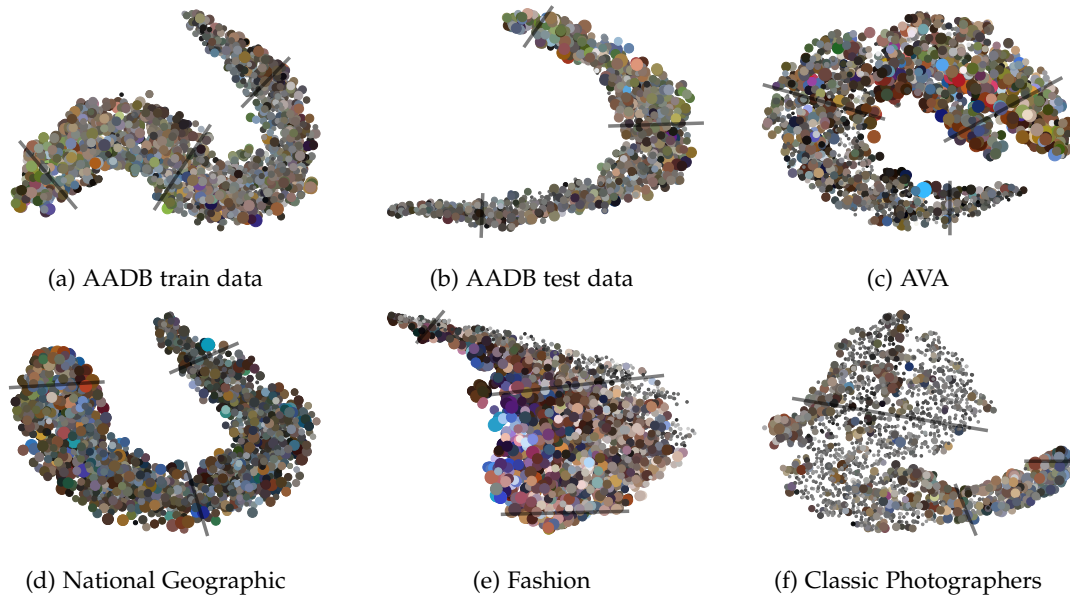 (a) AADB train data
(b) AADB test data
(c) AVA
(d) National Geographic
(e) Fashion
(f) Classic Photographers